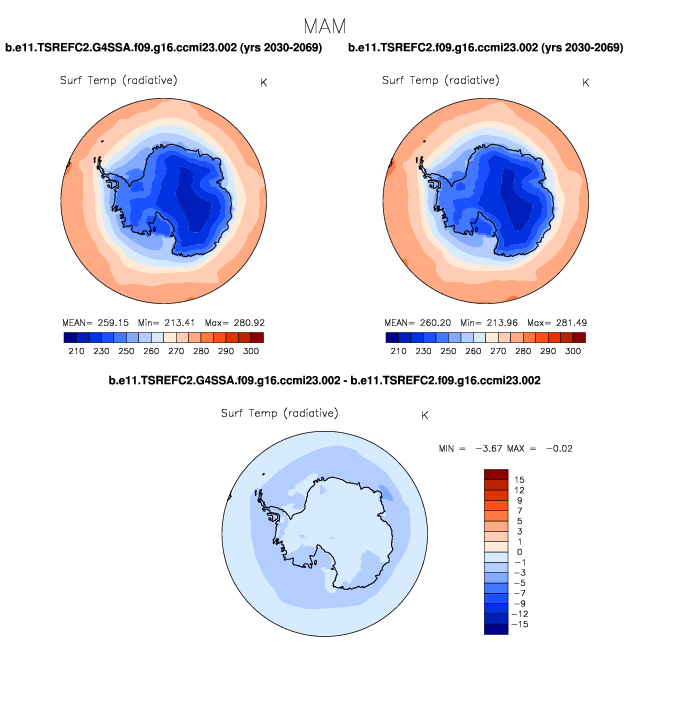 MAM
b.e11.TSREFC2.G4SSA.f09.g16.ccmi23.002 (yrs 2030-2069)
b.e11.TSREFC2.f09.g16.ccmi23.002 (yrs 2030-2069)
Surf Temp (radiative) K
Surf Temp (radiative) K
MEAN= 259.15 Min= 213.41 Max= 280.92
210 230 250 260 270 280 290 300
MEAN= 260.20 Min= 213.96 Max= 281.49
210 230 250 260 270 280 290 300
b.e11.TSREFC2.G4SSA.f09.g16.ccmi23.002 - b.e11.TSREFC2.f09.g16.ccmi23.002
Surf Temp (radiative) K
MIN = -3.67 MAX = -0.02
15
12
9
7
5
3
1
0
-1
-3
-5
-7
-9
-12
-15